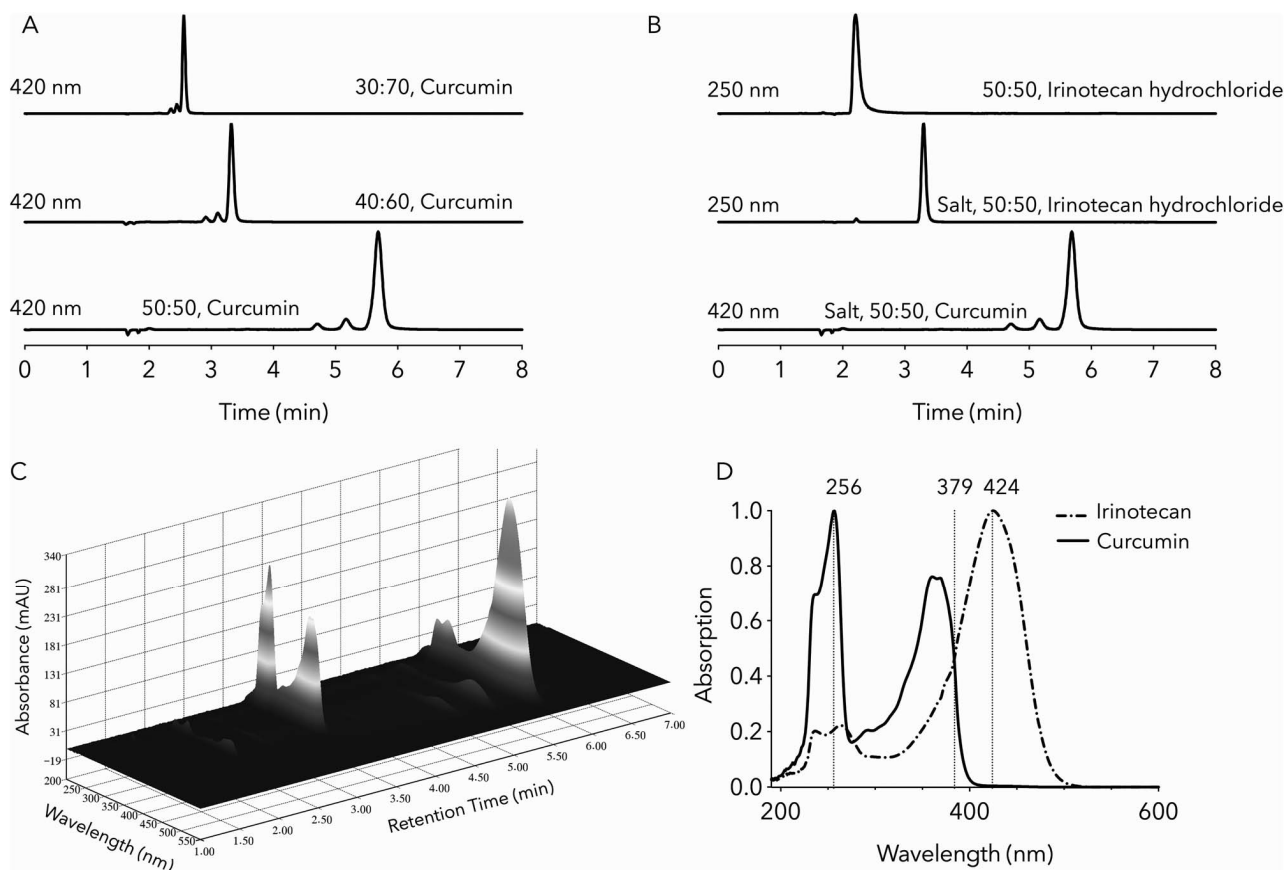 A
420 nm
30:70, Curcumin
420 nm
40:60, Curcumin
420 nm
50:50, Curcumin
0 1 2 3 4 5 6 7 8
Time (min)
B
250 nm
50:50, Irinotecan hydrochloride
250 nm
Salt, 50:50, Irinotecan hydrochloride
420 nm
Salt, 50:50, Curcumin
0 1 2 3 4 5 6 7 8
Time (min)
C
Absorbance (mAU)
340
281
231
181
131
81
31
−19
200
250
300
350
400
450
500
550
Wavelength (nm)
1.00
1.50
2.00
2.50
3.00
3.50
4.00
4.50
5.00
5.50
6.00
6.50
7.00
Retention Time (min)
D
256 379 424
Irinotecan
Curcumin
Absorption
1.0
0.8
0.6
0.4
0.2
0.0
200 400 600
Wavelength (nm)